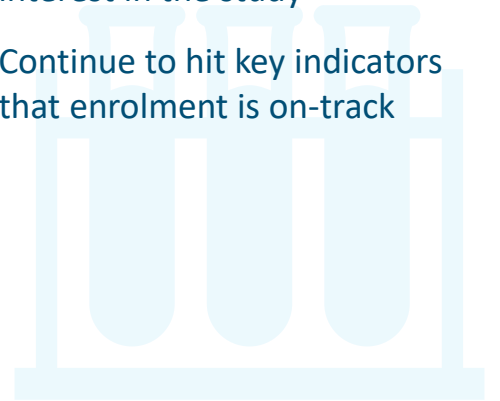 interest in the study
Continue to hit key indicators
that enrolment is on-track